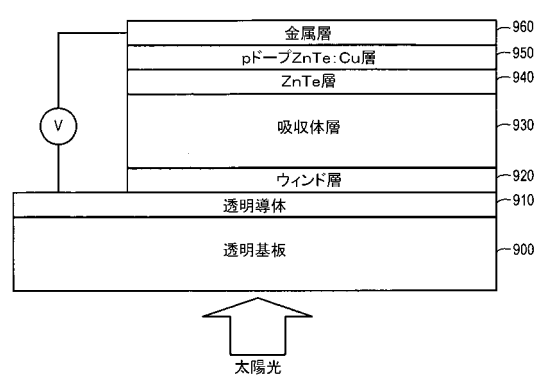 金属層 960
pドープZnTe:Cu層 950
ZnTe層 940
吸収体層 930
V
ウィンド層 920
透明導体 910
透明基板 900
太陽光